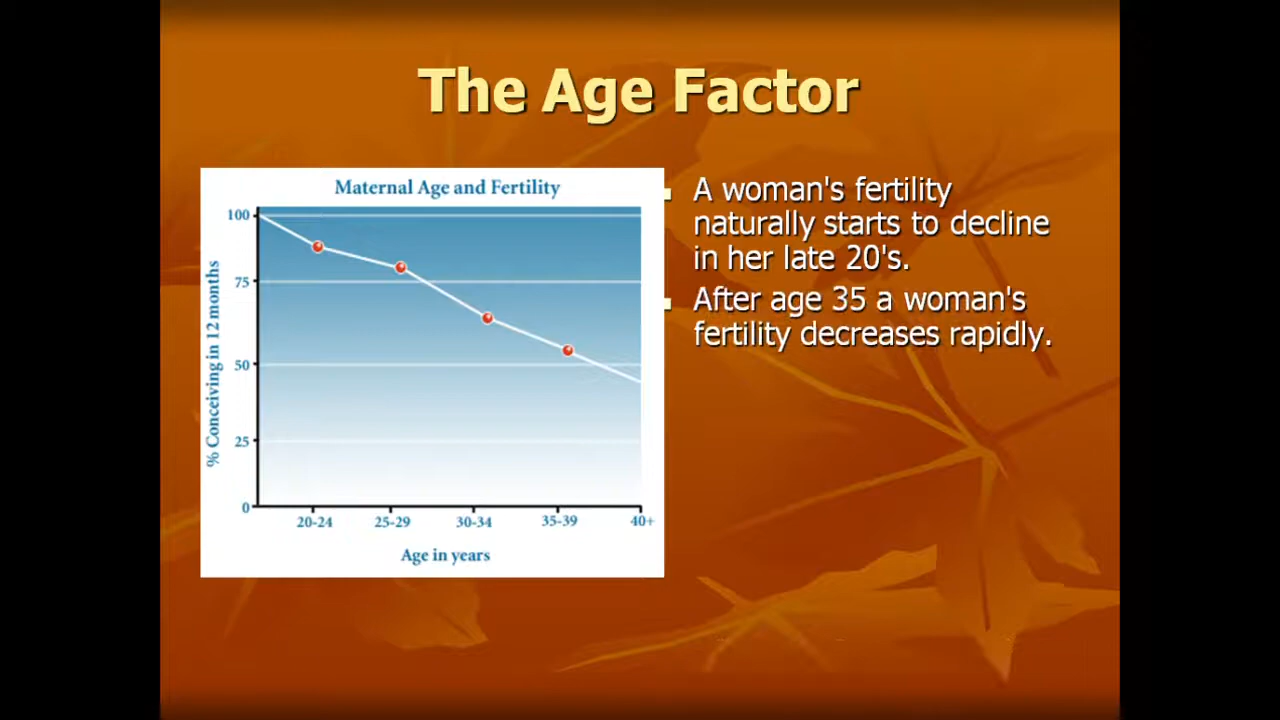 The Age Factor
Maternal Age and Fertility
100
75
50
25
0
% Conceiving in 12 months
20-24
25-29
30-34
35-39
40+
Age in years
A woman's fertility
naturally starts to decline
in her late 20's.
After age 35 a woman's
fertility decreases rapidly.